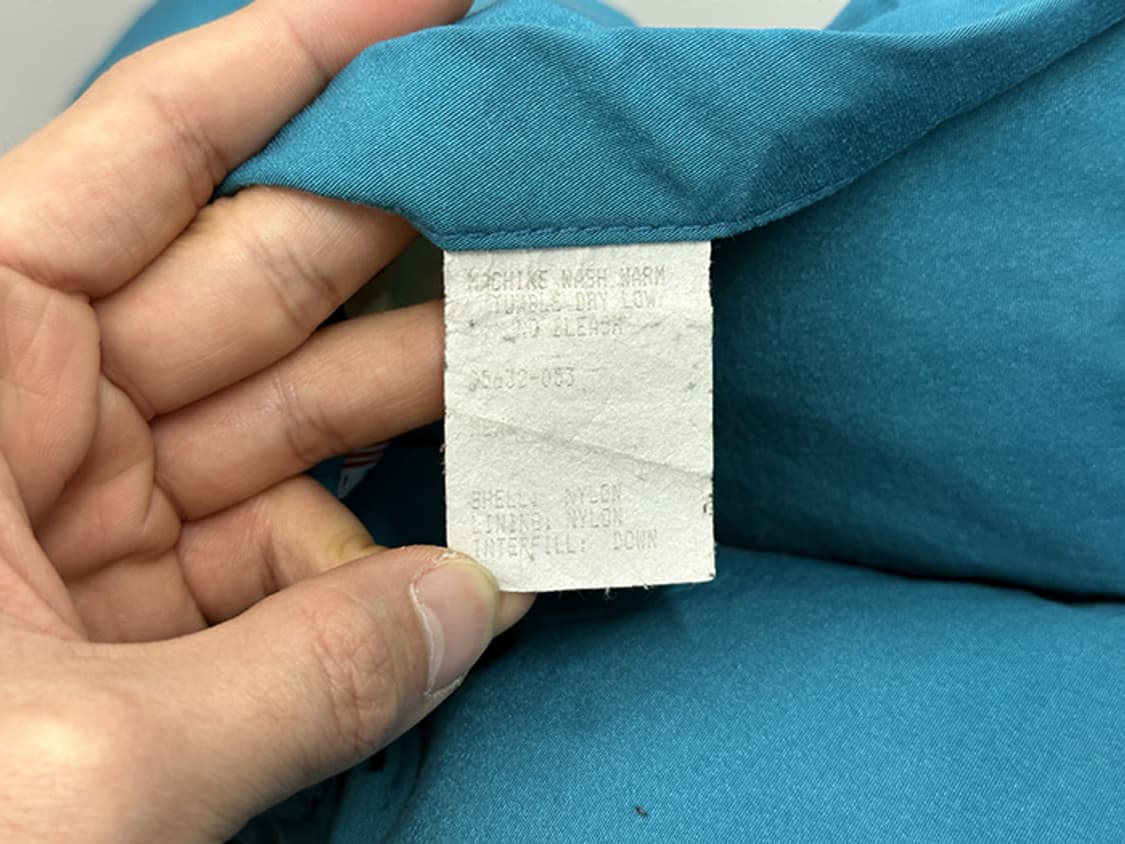 MACHINE WASH WARM
TUMBLE DRY LOW
NO BLEACH
SHELL: NYLON
LINING: NYLON
INTERFILL: DOWN